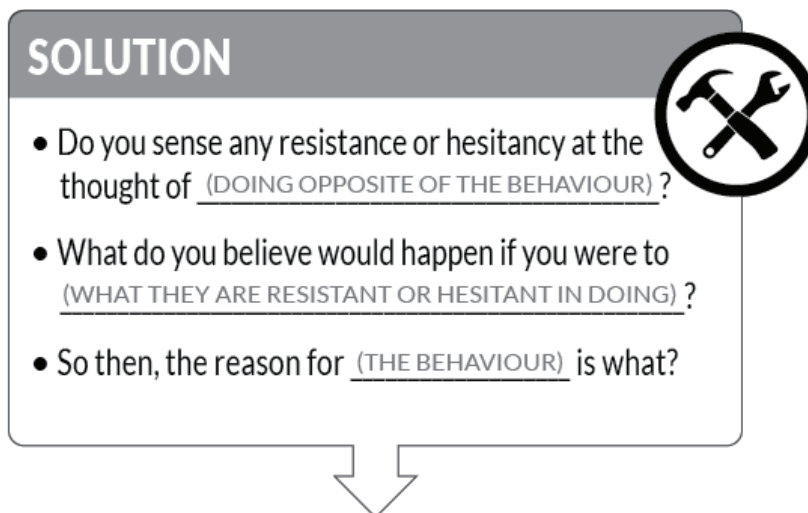 SOLUTION
• Do you sense any resistance or hesitancy at the
thought of (DOING OPPOSITE OF THE BEHAVIOUR)?
• What do you believe would happen if you were to
(WHAT THEY ARE RESISTANT OR HESITANT IN DOING)?
• So then, the reason for (THE BEHAVIOUR) is what?